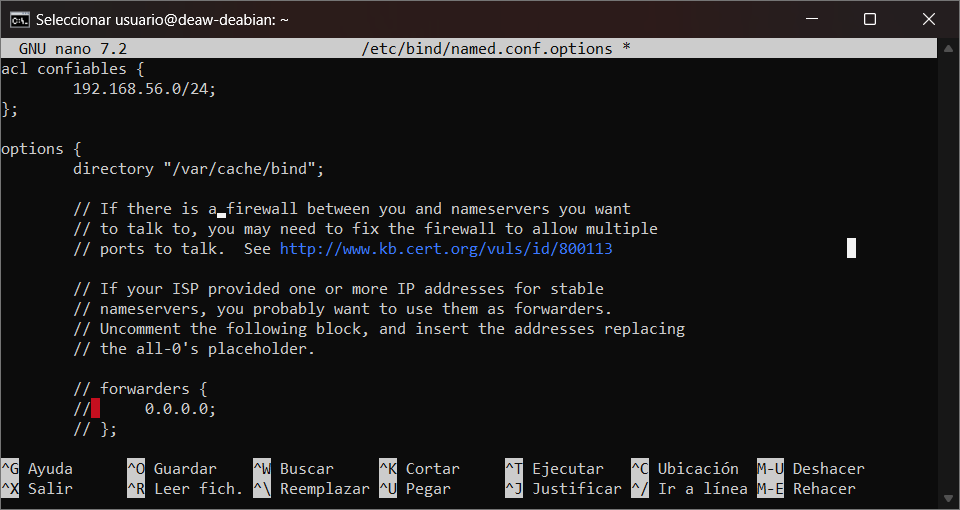 Seleccionar usuario@deaw-deabian: ~
GNU nano 7.2 /etc/bind/named.conf.options *
acl confiables {
192.168.56.0/24;
};
options {
directory "/var/cache/bind";
// If there is a firewall between you and nameservers you want
// to talk to, you may need to fix the firewall to allow multiple
// ports to talk.  See http://www.kb.cert.org/vuls/id/800113
// If your ISP provided one or more IP addresses for stable
// nameservers, you probably want to use them as forwarders.
// Uncomment the following block, and insert the addresses replacing
// the all-0's placeholder.
// forwarders {
//      0.0.0.0;
// };
^G Ayuda ^O Guardar ^W Buscar ^K Cortar ^T Ejecutar ^C Ubicación M-U Deshacer
^X Salir ^R Leer fich. ^\ Reemplazar ^U Pegar ^J Justificar ^/ Ir a línea M-E Rehacer